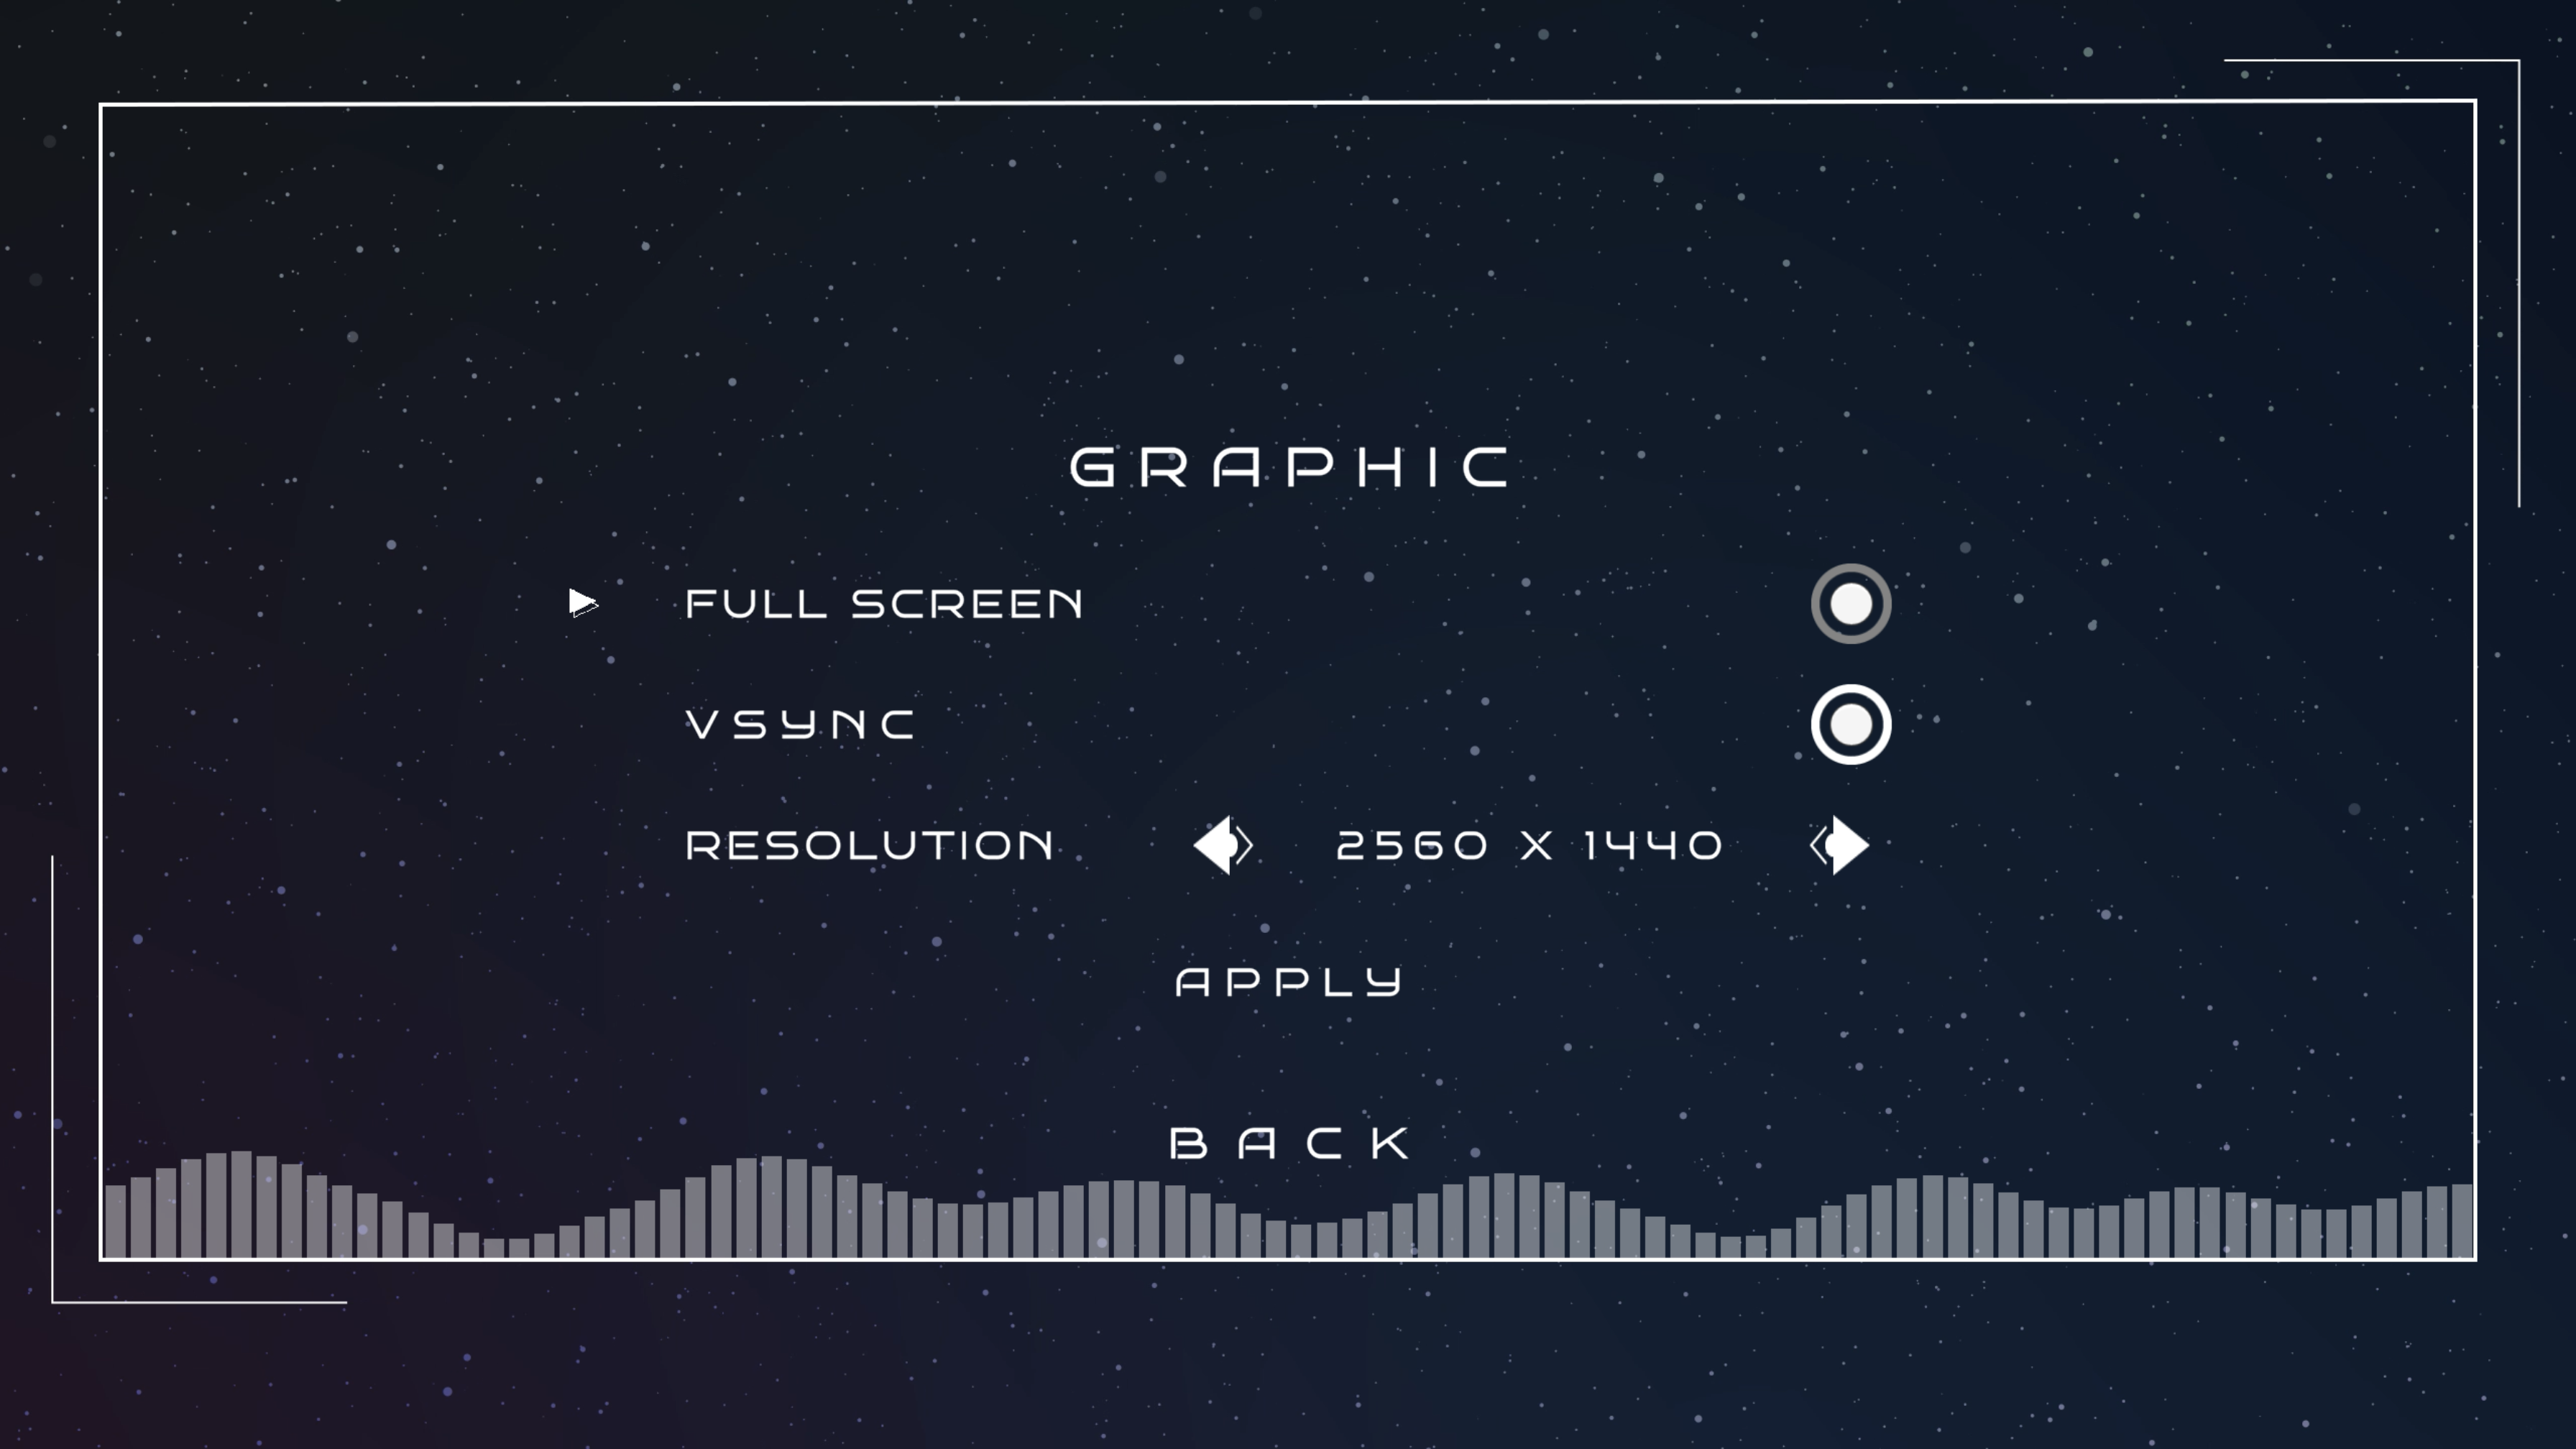 GRAPHIC
FULL SCREEN
VSYNC
RESOLUTION 2560 X 1440
APPLY
BACK